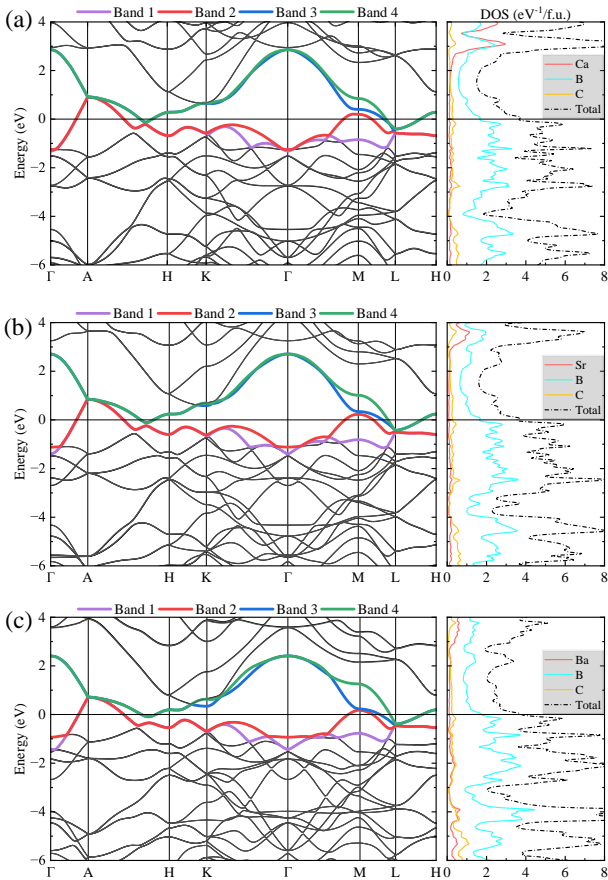 (a)
DOS (eV⁻¹/f.u.)
Band 1 Band 2 Band 3 Band 4
4
2
0
−2
−4
−6
Energy (eV)
Γ A H K Γ M L H
Ca
B
C
Total
0 2 4 6 8
(b)
Band 1 Band 2 Band 3 Band 4
4
2
0
−2
−4
−6
Energy (eV)
Γ A H K Γ M L H
Sr
B
C
Total
0 2 4 6 8
(c)
Band 1 Band 2 Band 3 Band 4
4
2
0
−2
−4
−6
Energy (eV)
Γ A H K Γ M L H
Ba
B
C
Total
0 2 4 6 8